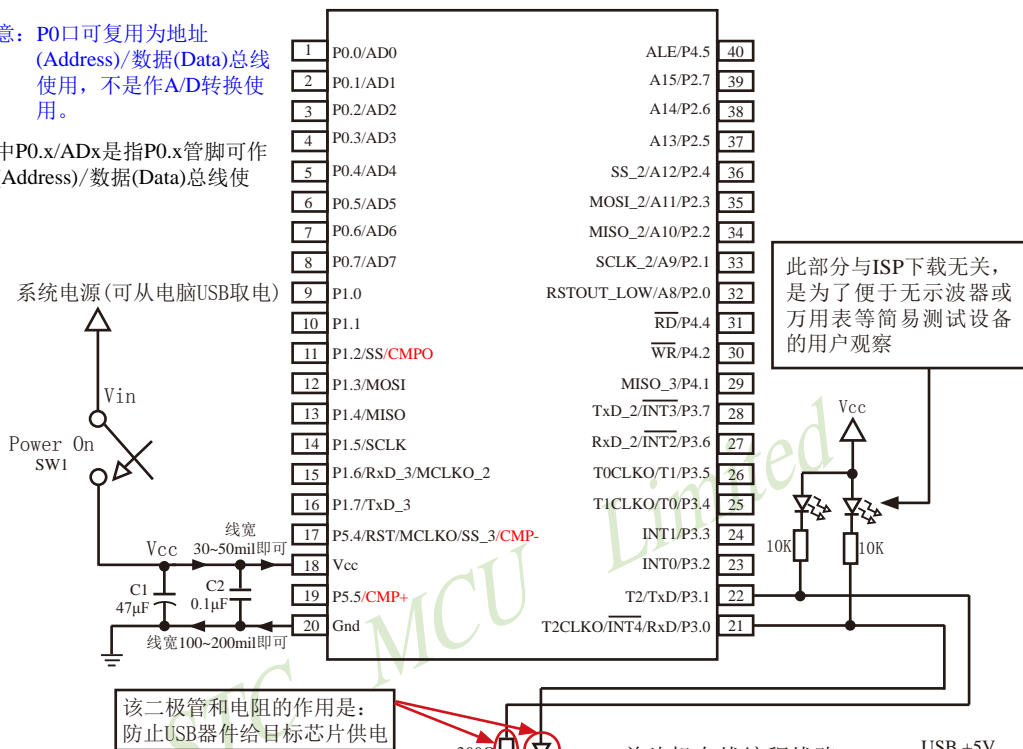 意：P0口可复用为地址
(Address)/数据(Data)总线
使用，不是作A/D转换使
用。
中P0.x/ADx是指P0.x管脚可作
(Address)/数据(Data)总线使
系统电源(可从电脑USB取电)
Vin
Power On
SW1
Vcc
线宽
30~50mil即可
C1
47μF
C2
0.1μF
线宽100~200mil即可
1 P0.0/AD0
2 P0.1/AD1
3 P0.2/AD2
4 P0.3/AD3
5 P0.4/AD4
6 P0.5/AD5
7 P0.6/AD6
8 P0.7/AD7
9 P1.0
10 P1.1
11 P1.2/SS/CMPO
12 P1.3/MOSI
13 P1.4/MISO
14 P1.5/SCLK
15 P1.6/RxD_3/MCLKO_2
16 P1.7/TxD_3
17 P5.4/RST/MCLKO/SS_3/CMP-
18 Vcc
19 P5.5/CMP+
20 Gnd
ALE/P4.5 40
A15/P2.7 39
A14/P2.6 38
A13/P2.5 37
SS_2/A12/P2.4 36
MOSI_2/A11/P2.3 35
MISO_2/A10/P2.2 34
SCLK_2/A9/P2.1 33
RSTOUT_LOW/A8/P2.0 32
RD/P4.4 31
WR/P4.2 30
MISO_3/P4.1 29
TxD_2/INT3/P3.7 28
RxD_2/INT2/P3.6 27
T0CLKO/T1/P3.5 26
T1CLKO/T0/P3.4 25
INT1/P3.3 24
INT0/P3.2 23
T2/TxD/P3.1 22
T2CLKO/INT4/RxD/P3.0 21
此部分与ISP下载无关，
是为了便于无示波器或
万用表等简易测试设备
的用户观察
Vcc
10K
10K
STC MCU Limited
该二极管和电阻的作用是：
防止USB器件给目标芯片供电
USB +5V